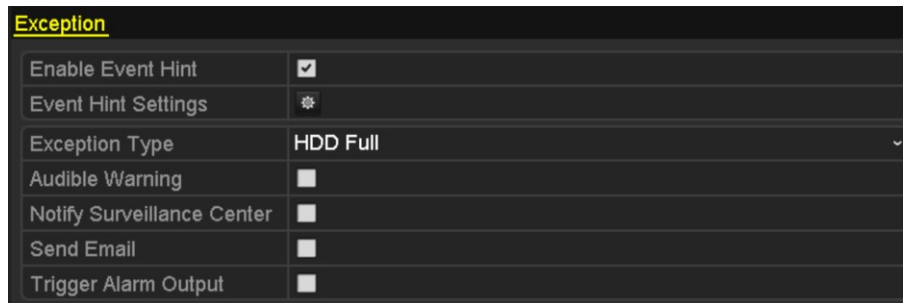 Exception
Enable Event Hint
Event Hint Settings
Exception Type HDD Full
Audible Warning
Notify Surveillance Center
Send Email
Trigger Alarm Output